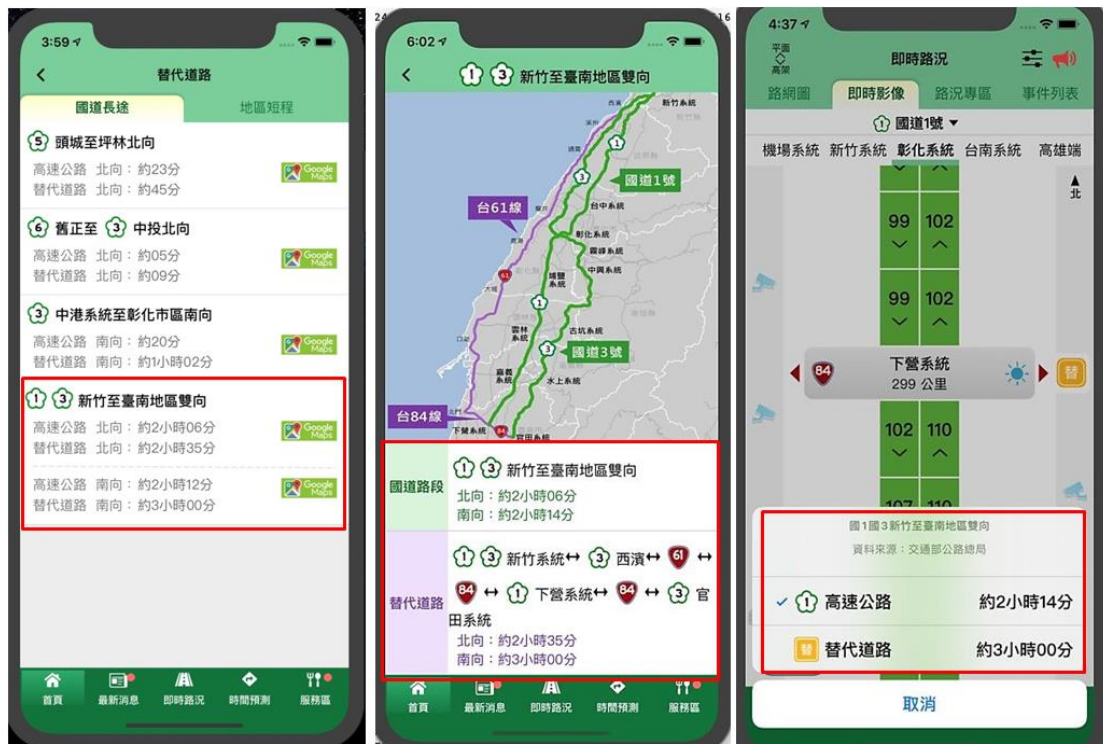 3:59
替代道路
國道長途
地區短程
5 頭城至坪林北向
高速公路 北向：約23分
替代道路 北向：約45分
Google Maps
6 舊正至 3 中投北向
高速公路 北向：約05分
替代道路 北向：約09分
Google Maps
3 中港系統至彰化市區南向
高速公路 南向：約20分
替代道路 南向：約1小時02分
Google Maps
1 3 新竹至臺南地區雙向
高速公路 北向：約2小時06分
替代道路 北向：約2小時35分
Google Maps
高速公路 南向：約2小時12分
替代道路 南向：約3小時00分
Google Maps
首頁
最新消息
即時路況
時間預測
服務區
24
16
6:02
1 3 新竹至臺南地區雙向
新竹系統
1
3
國道1號
台61線
台中系統
彰化系統
霧峰系統
中興系統
61
埔鹽系統
1
雲林系統
古坑系統
3
國道3號
嘉義系統
水上系統
台84線
下營系統
84
官田系統
國道路段
1 3 新竹至臺南地區雙向
北向：約2小時06分
南向：約2小時14分
替代道路
1 3 新竹系統↔ 3 西濱↔ 61 ↔
84 ↔ 1 下營系統↔ 84 ↔ 3 官
田系統
北向：約2小時35分
南向：約3小時00分
首頁
最新消息
即時路況
時間預測
服務區
4:37
平面
高架
即時路況
路網圖
即時影像
路況專區
事件列表
1 國道1號
機場系統 新竹系統 彰化系統 台南系統 高雄端
北
99 102
99 102
84
下營系統
299 公里
替
102 110
107 110
國1國3新竹至臺南地區雙向
資料來源：交通部公路總局
1 高速公路 約2小時14分
替 替代道路 約3小時00分
取消